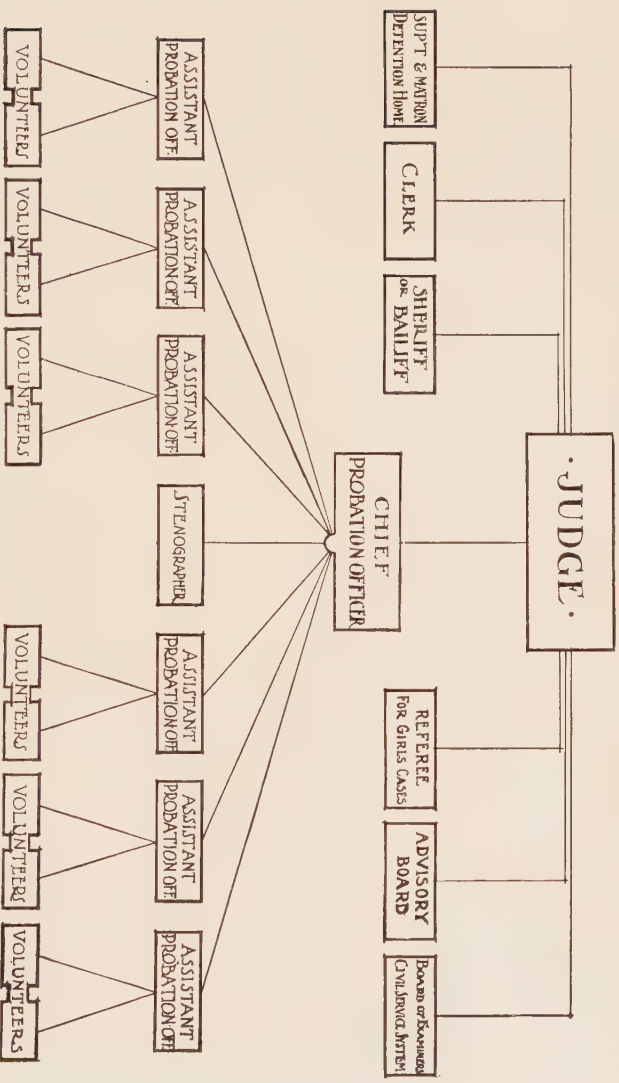 · JUDGE ·
SUP'T & MATRON
DETENTION HOME
CLERK
SHERIFF
OR BAILIFF
REFEREE
FOR GIRLS CASES
ADVISORY
BOARD
BOARD OF EXAMINERS
CIVIL SERVICE SYSTEM
CHIEF
PROBATION OFFICER
ASSISTANT
PROBATION OFF.
ASSISTANT
PROBATION OFF.
ASSISTANT
PROBATION OFF.
STENOGRAPHER
ASSISTANT
PROBATION OFF.
ASSISTANT
PROBATION OFF.
ASSISTANT
PROBATION OFF.
VOLUNTEERS
VOLUNTEERS
VOLUNTEERS
VOLUNTEERS
VOLUNTEERS
VOLUNTEERS